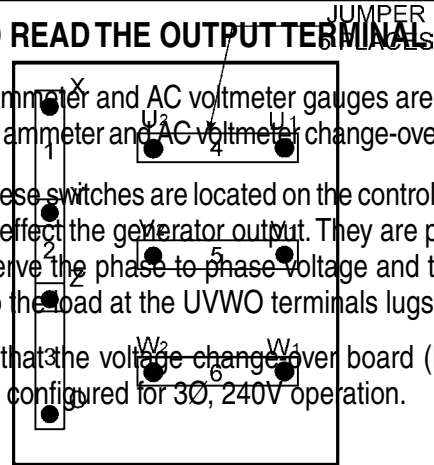 JUMPER
5 PLACES
O READ THE OUTPUT TERMINAL
mmeter and AC voltmeter gauges are
ammeter and AC voltmeter change-ove
ese switches are located on the control
effect the generator output. They are p
erve the phase to phase voltage and t
o the load at the UVWO terminals lugs
that the voltage change-over board (
configured for 3Ø, 240V operation.
X
1
Y
2
Z
3
O
U2 U1
4
V2 V1
5
W2 W1
6